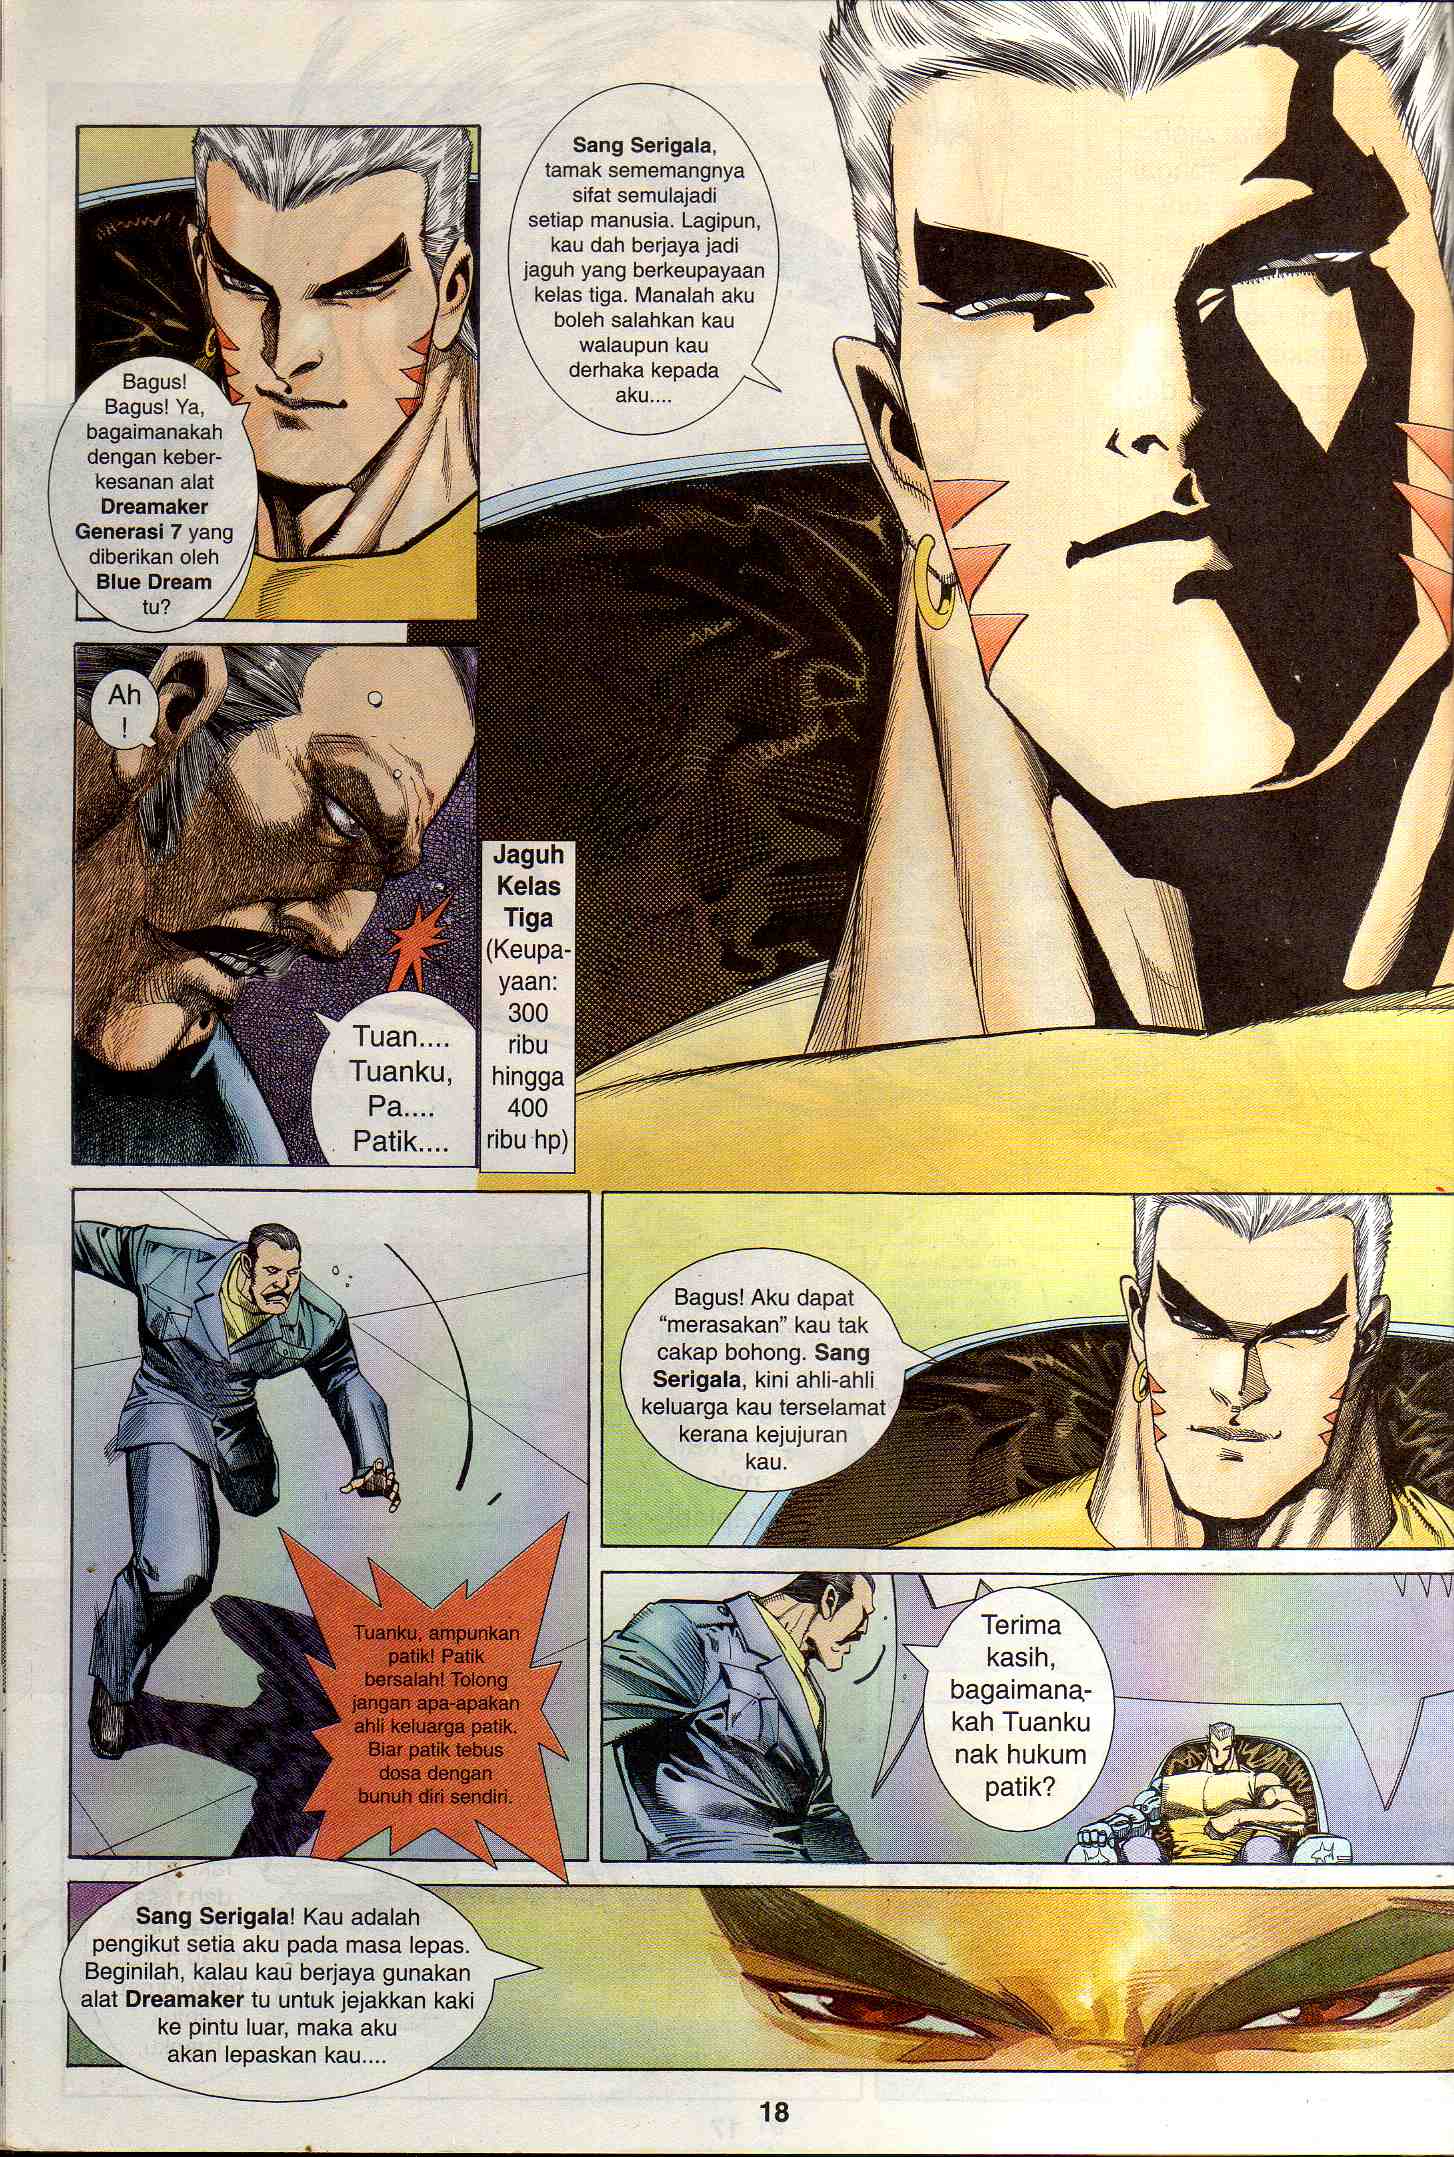 Bagus!
Bagus! Ya,
bagaimanakah
dengan keber-
kesanan alat
Dreamaker
Generasi 7 yang
diberikan oleh
Blue Dream
tu?
Sang Serigala,
tamak sememangnya
sifat semulajadi
setiap manusia. Lagipun,
kau dah berjaya jadi
jaguh yang berkeupayaan
kelas tiga. Manalah aku
boleh salahkan kau
walaupun kau
derhaka kepada
aku....
Ah
!
Tuan....
Tuanku,
Pa....
Patik....
Jaguh
Kelas
Tiga
(Keupa-
yaan:
300
ribu
hingga
400
ribu hp)
Tuanku, ampunkan
patik! Patik
bersalah! Tolong
jangan apa-apakan
ahli keluarga patik.
Biar patik tebus
dosa dengan
bunuh diri sendiri.
Bagus! Aku dapat
“merasakan” kau tak
cakap bohong. Sang
Serigala, kini ahli-ahli
keluarga kau terselamat
kerana kejujuran
kau.
Terima
kasih,
bagaimana-
kah Tuanku
nak hukum
patik?
Sang Serigala! Kau adalah
pengikut setia aku pada masa lepas.
Beginilah, kalau kau berjaya gunakan
alat Dreamaker tu untuk jejakkan kaki
ke pintu luar, maka aku
akan lepaskan kau....
18